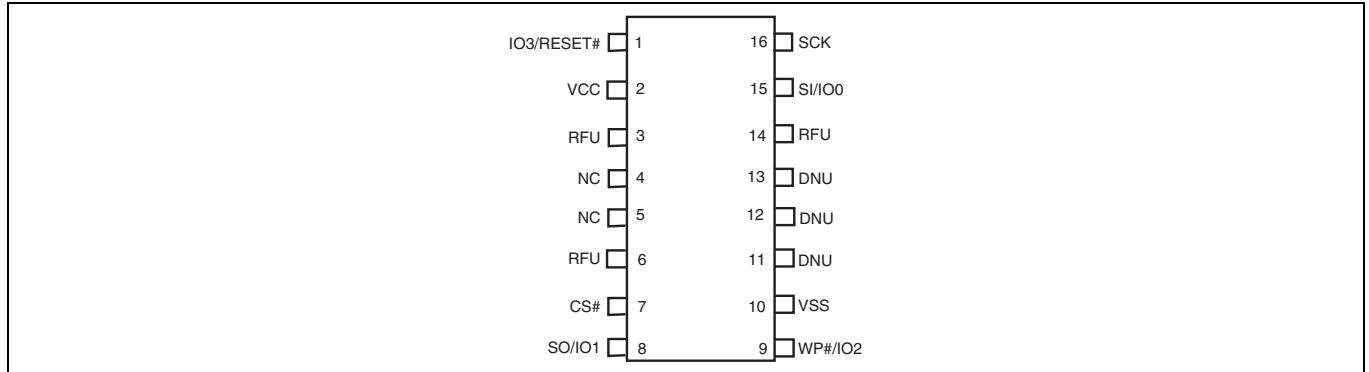 IO3/RESET# 1 16 SCK
VCC 2 15 SI/IO0
RFU 3 14 RFU
NC 4 13 DNU
NC 5 12 DNU
RFU 6 11 DNU
CS# 7 10 VSS
SO/IO1 8 9 WP#/IO2